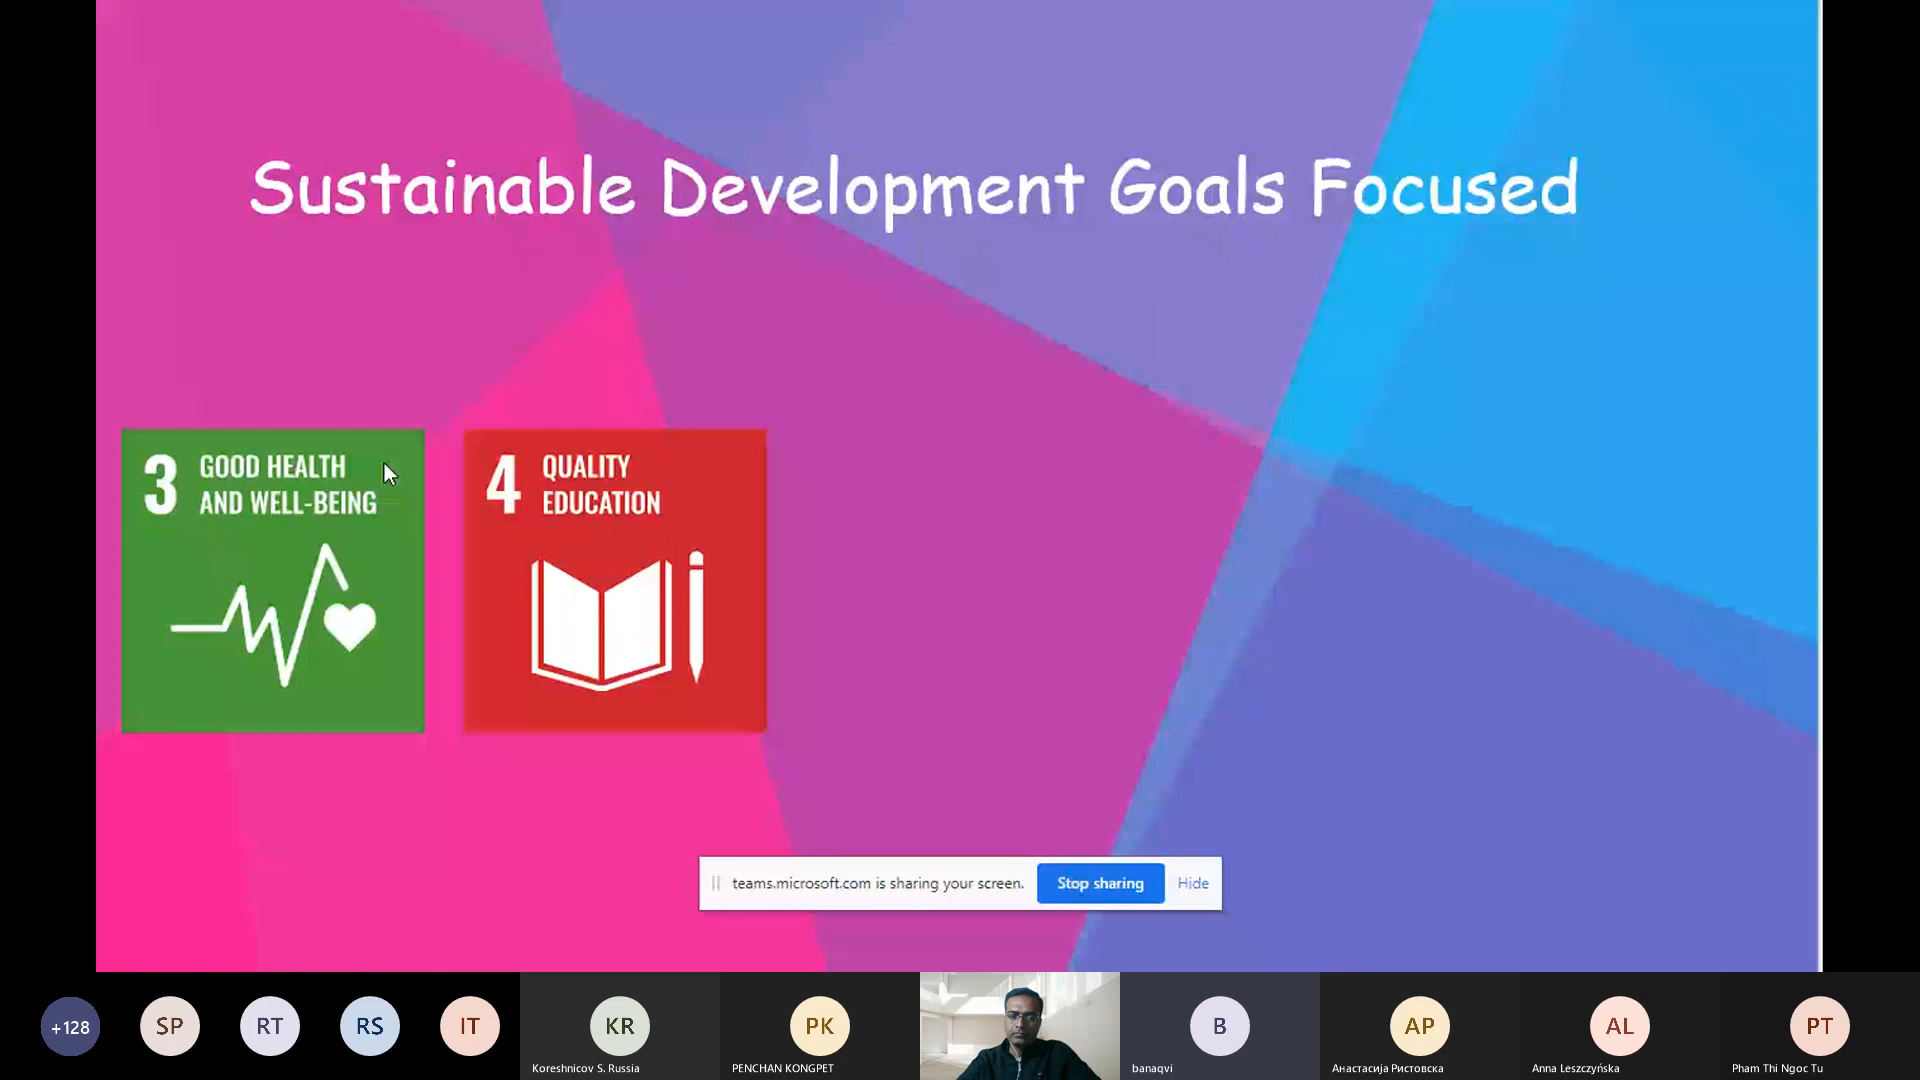 Sustainable Development Goals Focused
3 GOOD HEALTH
AND WELL-BEING
4 QUALITY
EDUCATION
teams.microsoft.com is sharing your screen. Stop sharing Hide
+128 SP RT RS IT KR PK B AP AL PT
Koreshnicov S. Russia PENCHAN KONGPET banaqvi Анастасија Ристовска Anna Leszczyńska Pham Thi Ngoc Tu